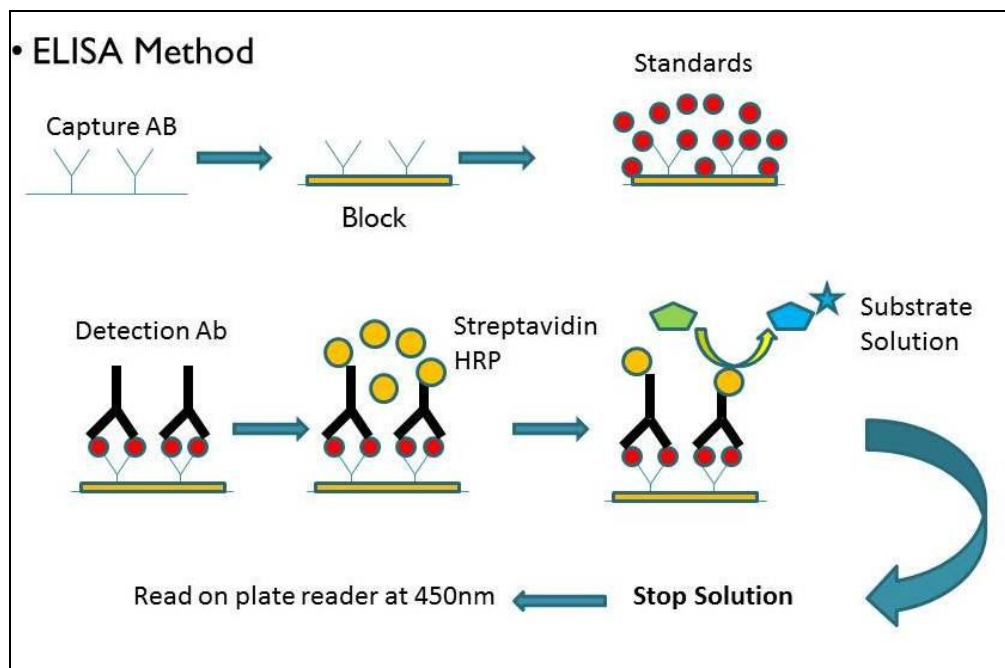 • ELISA Method
Capture AB
Block
Standards
Detection Ab
Streptavidin
HRP
Substrate
Solution
Stop Solution
Read on plate reader at 450nm